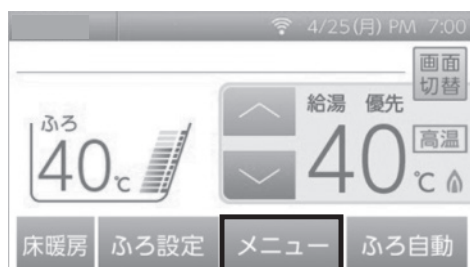 4/25(月) PM 7:00
画面
切替
給湯 優先
ふろ
40℃
40℃
高温
床暖房 ふろ設定 メニュー ふろ自動